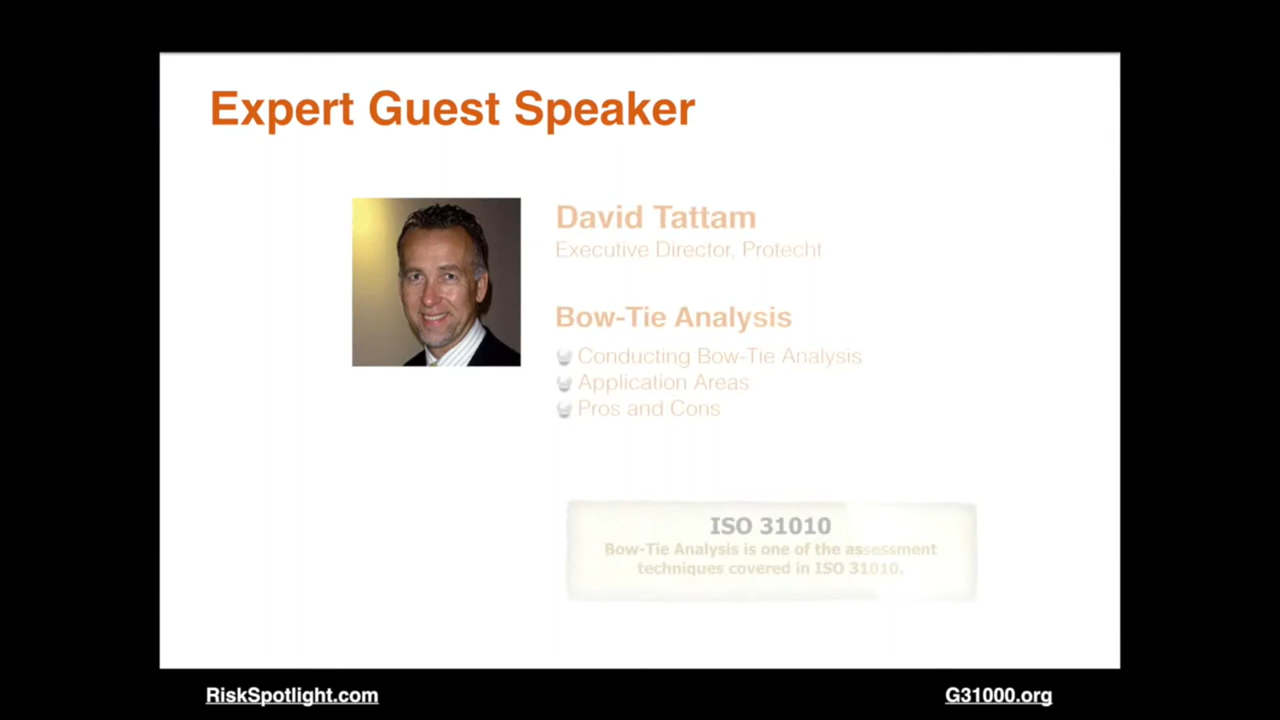 Expert Guest Speaker
David Tattam
Executive Director, Protecht
Bow-Tie Analysis
Conducting Bow-Tie Analysis
Application Areas
Pros and Cons
ISO 31010
Bow-Tie Analysis is one of the assessment
techniques covered in ISO 31010.
RiskSpotlight.com
G31000.org